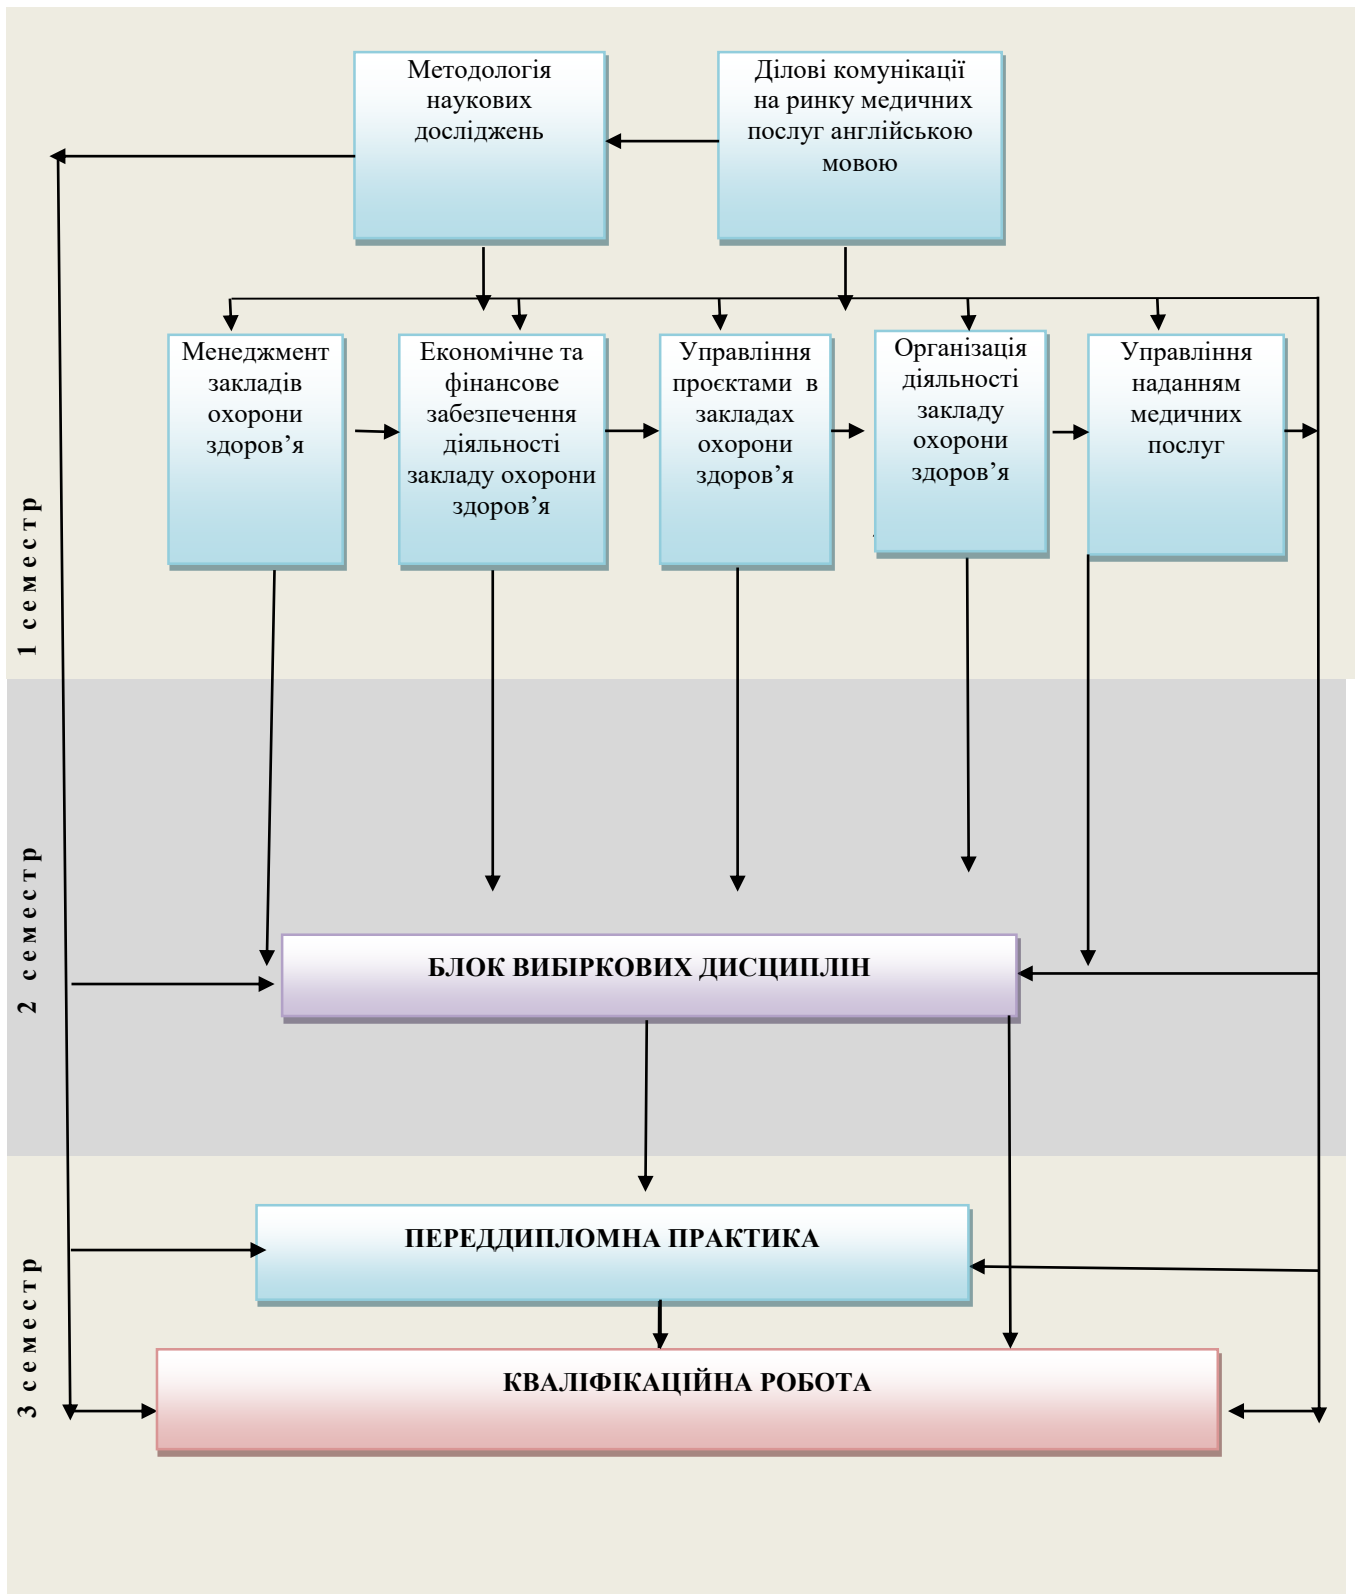 Методологія
наукових
досліджень
Ділові комунікації
на ринку медичних
послуг англійською
мовою
Менеджмент
закладів
охорони
здоров’я
Економічне та
фінансове
забезпечення
діяльності
закладу охорони
здоров’я
Управління
проєктами в
закладах
охорони
здоров’я
Організація
діяльності
закладу
охорони
здоров’я
Управління
наданням
медичних
послуг
1 семестр
2 семестр
БЛОК ВИБІРКОВИХ ДИСЦИПЛІН
3 семестр
ПЕРЕДДИПЛОМНА ПРАКТИКА
КВАЛІФІКАЦІЙНА РОБОТА